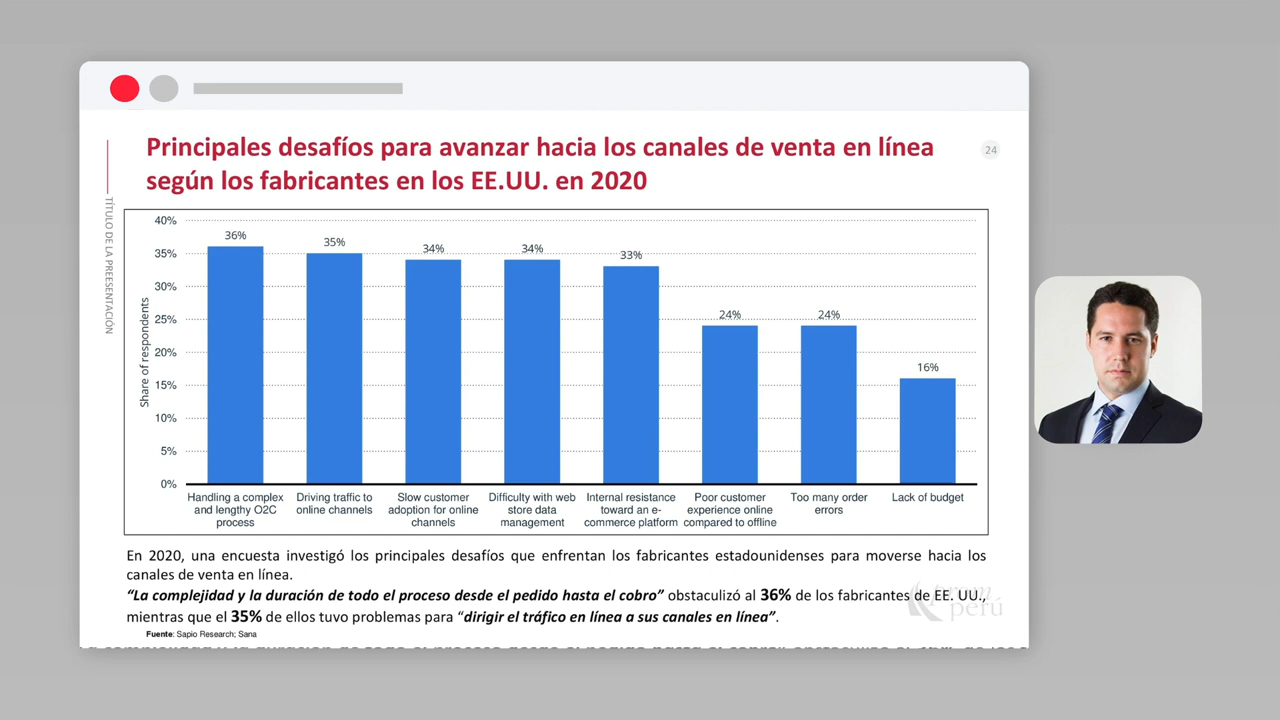 Principales desafíos para avanzar hacia los canales de venta en línea
según los fabricantes en los EE.UU. en 2020
24
TÍTULO DE LA PREESENTACIÓN
Share of respondents
40%
35%
30%
25%
20%
15%
10%
5%
0%
36%
35%
34%
34%
33%
24%
24%
16%
Handling a complex
and lengthy O2C
process
Driving traffic to
online channels
Slow customer
adoption for online
channels
Difficulty with web
store data
management
Internal resistance
toward an e-
commerce platform
Poor customer
experience online
compared to offline
Too many order
errors
Lack of budget
En 2020, una encuesta investigó los principales desafíos que enfrentan los fabricantes estadounidenses para moverse hacia los
canales de venta en línea.
“La complejidad y la duración de todo el proceso desde el pedido hasta el cobro” obstaculizó al 36% de los fabricantes de EE. UU.,
mientras que el 35% de ellos tuvo problemas para “dirigir el tráfico en línea a sus canales en línea”.
Fuente: Sapio Research; Sana
prom
perú